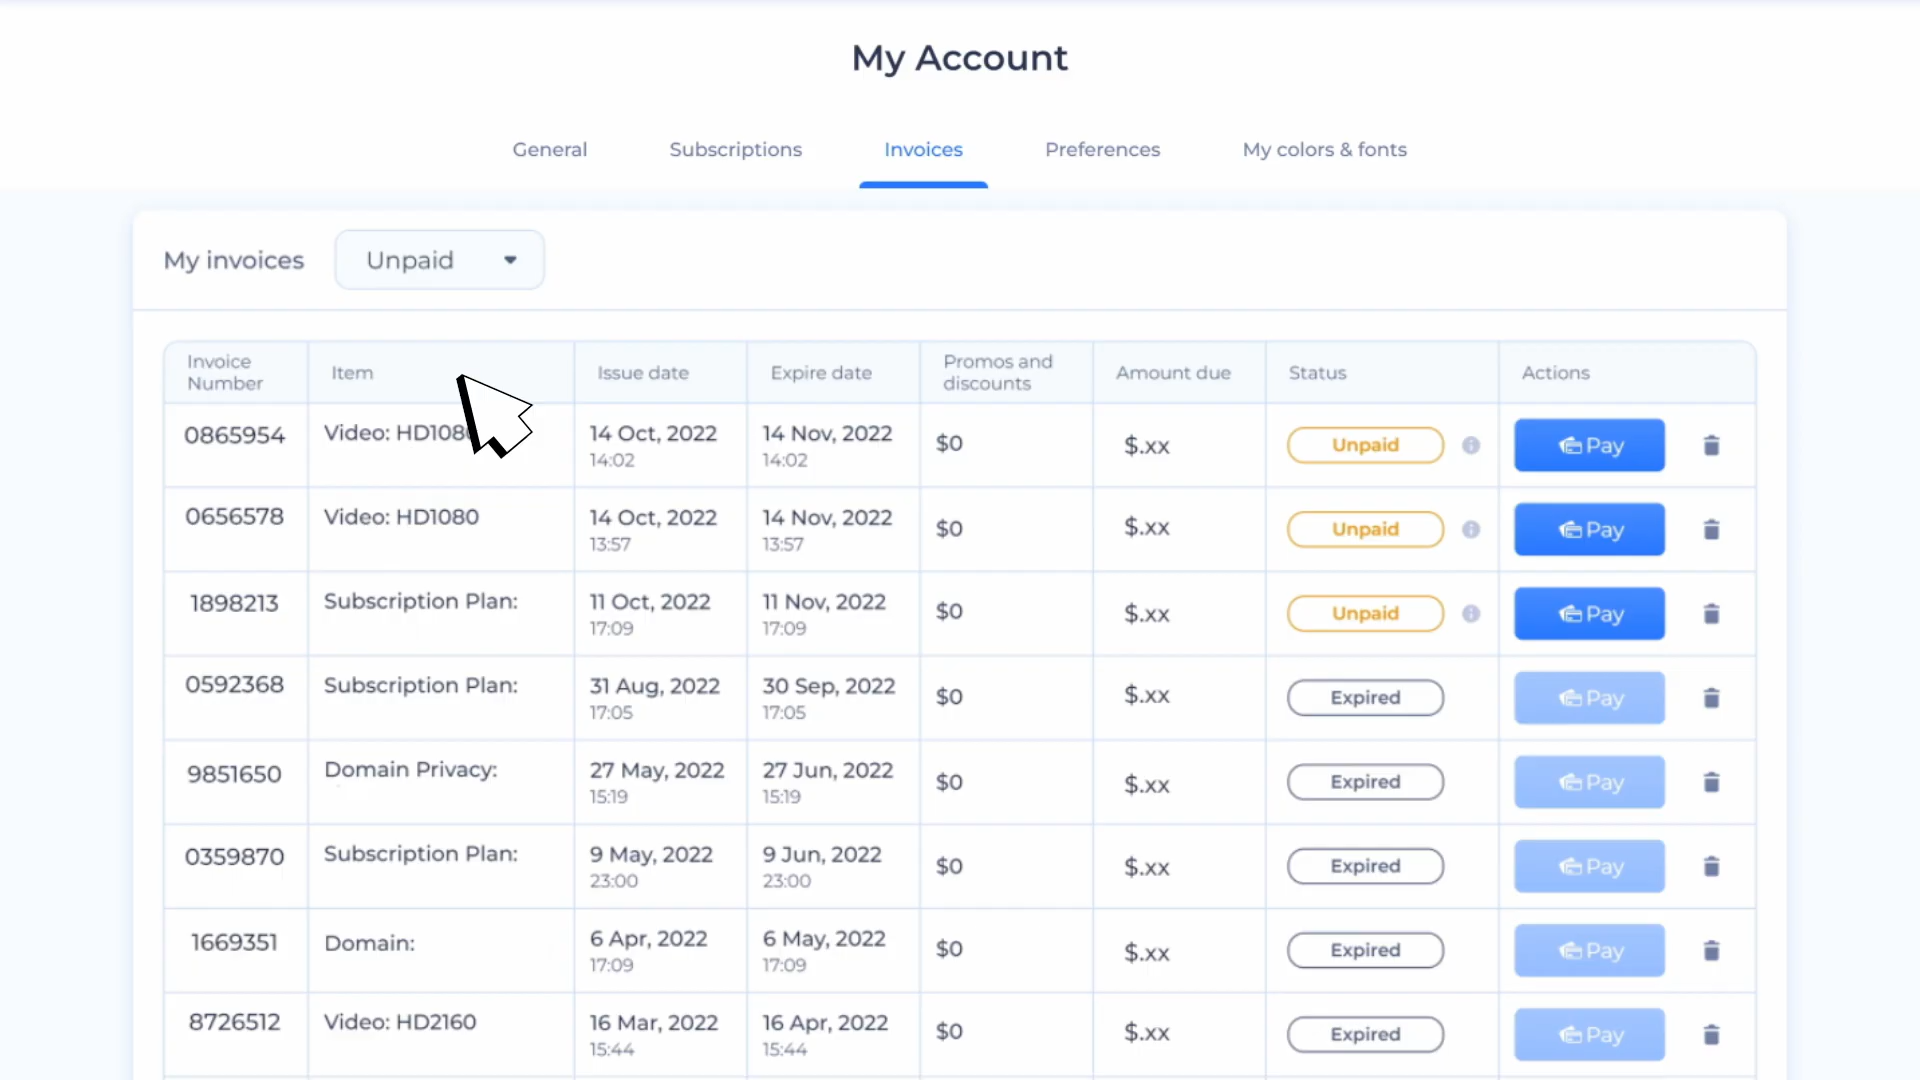 My Account
General Subscriptions Invoices Preferences My colors & fonts
My invoices Unpaid
Invoice Number Item Issue date Expire date Promos and discounts Amount due Status Actions
0865954 Video: HD1080 14 Oct, 2022 14:02 14 Nov, 2022 14:02 $0 $.xx Unpaid Pay
0656578 Video: HD1080 14 Oct, 2022 13:57 14 Nov, 2022 13:57 $0 $.xx Unpaid Pay
1898213 Subscription Plan: 11 Oct, 2022 17:09 11 Nov, 2022 17:09 $0 $.xx Unpaid Pay
0592368 Subscription Plan: 31 Aug, 2022 17:05 30 Sep, 2022 17:05 $0 $.xx Expired Pay
9851650 Domain Privacy: 27 May, 2022 15:19 27 Jun, 2022 15:19 $0 $.xx Expired Pay
0359870 Subscription Plan: 9 May, 2022 23:00 9 Jun, 2022 23:00 $0 $.xx Expired Pay
1669351 Domain: 6 Apr, 2022 17:09 6 May, 2022 17:09 $0 $.xx Expired Pay
8726512 Video: HD2160 16 Mar, 2022 15:44 16 Apr, 2022 15:44 $0 $.xx Expired Pay